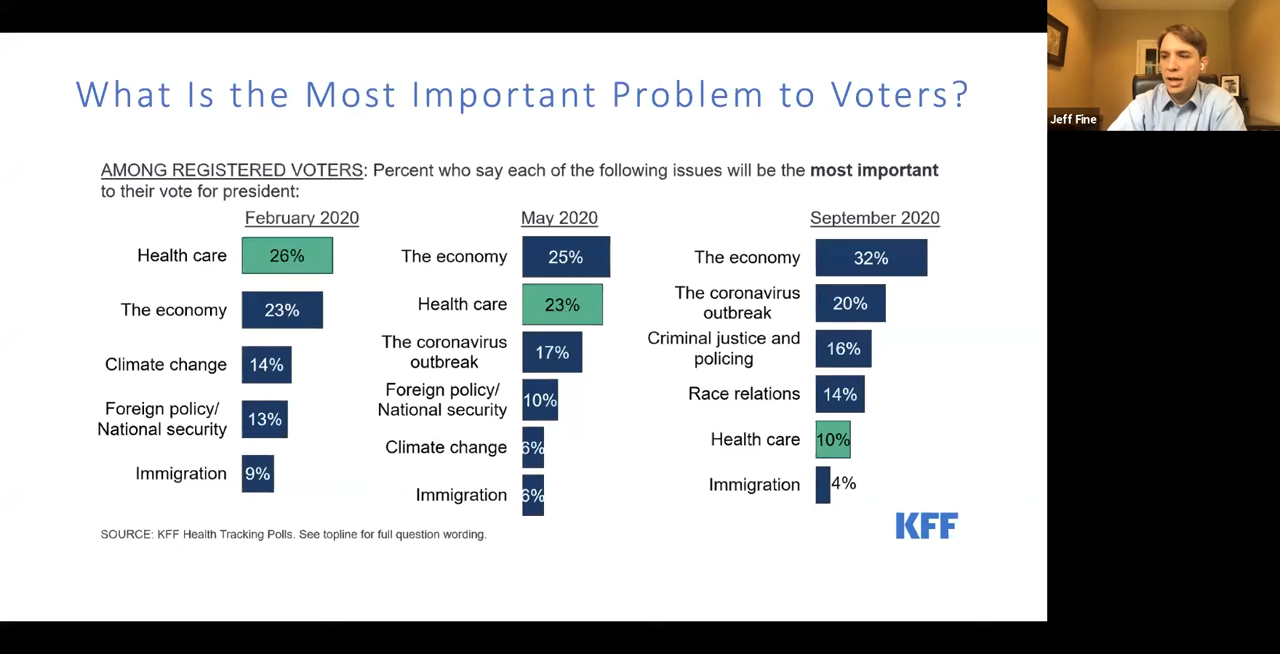 What Is the Most Important Problem to Voters?
Jeff Fine
AMONG REGISTERED VOTERS: Percent who say each of the following issues will be the most important
to their vote for president:
February 2020
Health care 26%
The economy 23%
Climate change 14%
Foreign policy/
National security 13%
Immigration 9%
May 2020
The economy 25%
Health care 23%
The coronavirus
outbreak 17%
Foreign policy/
National security 10%
Climate change 6%
Immigration 6%
September 2020
The economy 32%
The coronavirus
outbreak 20%
Criminal justice and
policing 16%
Race relations 14%
Health care 10%
Immigration 4%
SOURCE: KFF Health Tracking Polls. See topline for full question wording.
KFF